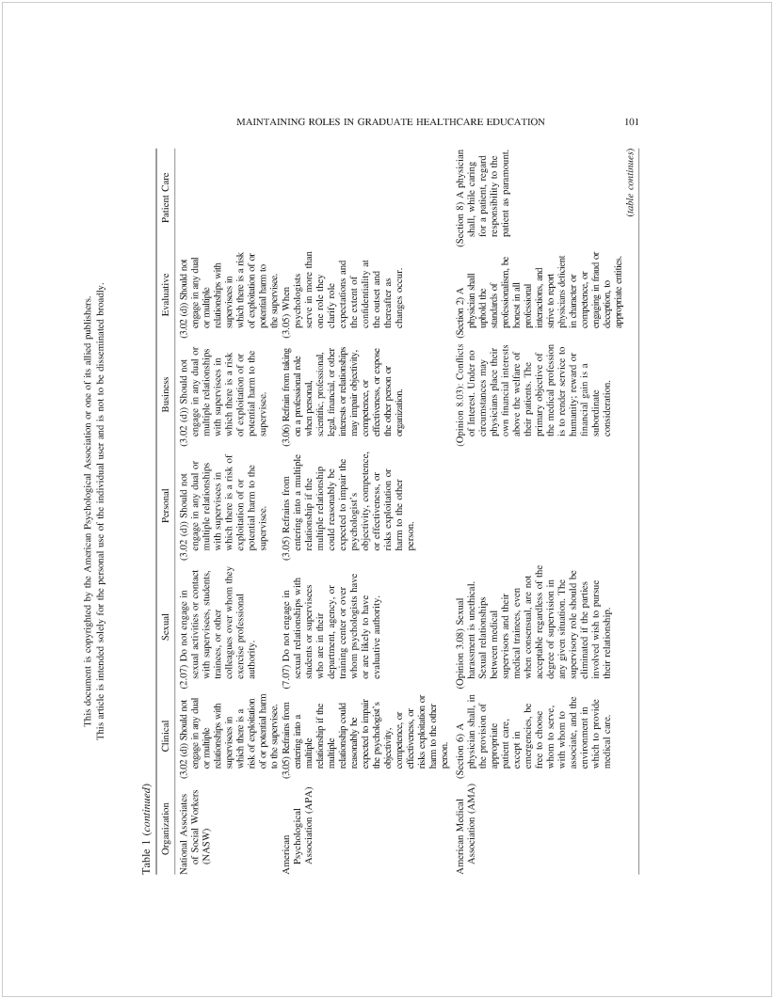 MAINTAINING ROLES IN GRADUATE HEALTHCARE EDUCATION 101
This document is copyrighted by the American Psychological Association or one of its allied publishers.
This article is intended solely for the personal use of the individual user and is not to be disseminated broadly.
Table 1 (continued)
Organization Clinical Sexual Personal Business Evaluative Patient Care
National Associates
of Social Workers
(NASW)
(3.02 (d)) Should not
engage in any dual
or multiple
relationships with
supervisees in
which there is a
risk of exploitation
of or potential harm
to the supervisee.
(2.07) Do not engage in
sexual activities or contact
with supervisees, students,
trainees, or other
colleagues over whom they
exercise professional
authority.
(3.02 (d)) Should not
engage in any dual or
multiple relationships
with supervisees in
which there is a risk of
exploitation of or
potential harm to the
supervisee.
(3.02 (d)) Should not
engage in any dual or
multiple relationships
with supervisees in
which there is a risk
of exploitation of or
potential harm to the
supervisee.
(3.02 (d)) Should not
engage in any dual
or multiple
relationships with
supervisees in
which there is a risk
of exploitation of or
potential harm to
the supervisee.
American
Psychological
Association (APA)
(3.05) Refrains from
entering into a
multiple
relationship if the
multiple
relationship could
reasonably be
expected to impair
the psychologist's
objectivity,
competence, or
effectiveness, or
risks exploitation or
harm to the other
person.
(7.07) Do not engage in
sexual relationships with
students or supervisees
who are in their
department, agency, or
training center or over
whom psychologists have
or are likely to have
evaluative authority.
(3.05) Refrains from
entering into a multiple
relationship if the
multiple relationship
could reasonably be
expected to impair the
psychologist's
objectivity, competence,
or effectiveness, or
risks exploitation or
harm to the other
person.
(3.06) Refrain from taking
on a professional role
when personal,
scientific, professional,
legal, financial, or other
interests or relationships
may impair objectivity,
competence, or
effectiveness, or expose
the other person or
organization.
(3.05) When
psychologists
serve in more than
one role they
clarify role
expectations and
the extent of
confidentiality at
the outset and
thereafter as
changes occur.
American Medical
Association (AMA)
(Section 6) A
physician shall, in
the provision of
appropriate
patient care,
except in
emergencies, be
free to choose
whom to serve,
with whom to
associate, and the
environment in
which to provide
medical care.
(Opinion 3.08) Sexual
harassment is unethical.
Sexual relationships
between medical
supervisors and their
medical trainees, even
when consensual, are not
acceptable regardless of the
degree of supervision in
any given situation. The
supervisory role should be
eliminated if the parties
involved wish to pursue
their relationship.
(Opinion 8.03): Conflicts
of Interest. Under no
circumstances may
physicians place their
own financial interests
above the welfare of
their patients. The
primary objective of
the medical profession
is to render service to
humanity; reward or
financial gain is a
subordinate
consideration.
(Section 2) A
physician shall
uphold the
standards of
professionalism, be
honest in all
professional
interactions, and
strive to report
physicians deficient
in character or
competence, or
engaging in fraud or
deception, to
appropriate entities.
(Section 8) A physician
shall, while caring
for a patient, regard
responsibility to the
patient as paramount.
(table continues)